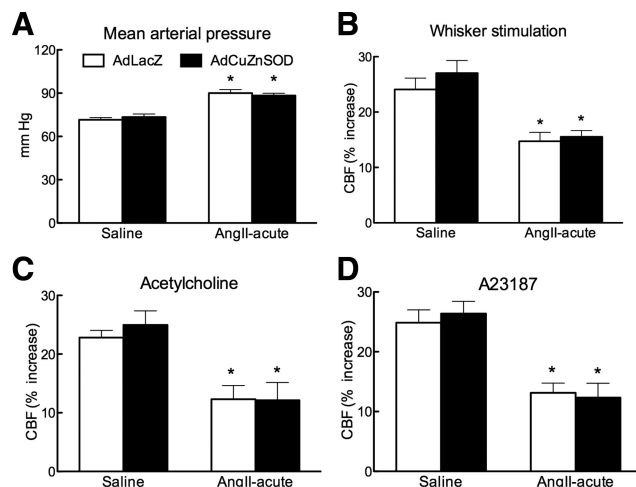 A
Mean arterial pressure
120
90
60
30
0
mm Hg
AdLacZ AdCuZnSOD
* *
Saline AngII-acute
B
Whisker stimulation
30
20
10
0
CBF (% increase)
* *
Saline AngII-acute
C
Acetylcholine
30
20
10
0
CBF (% increase)
* *
Saline AngII-acute
D
A23187
30
20
10
0
CBF (% increase)
* *
Saline AngII-acute